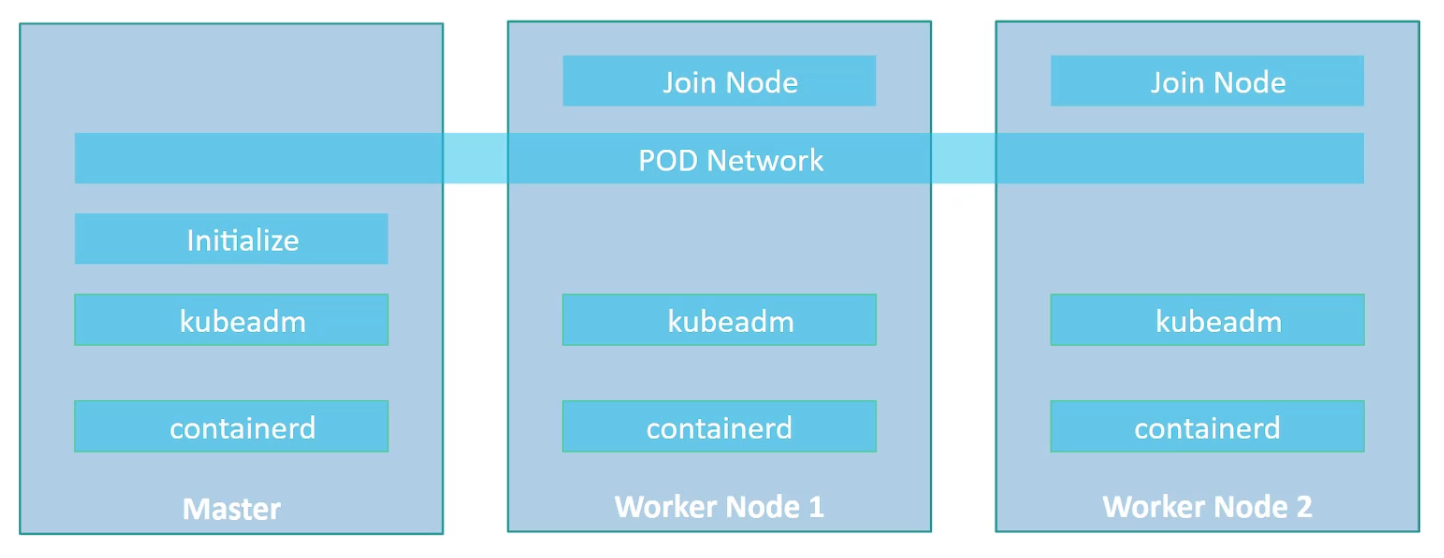 Join Node
Join Node
POD Network
Initialize
kubeadm
kubeadm
kubeadm
containerd
containerd
containerd
Master
Worker Node 1
Worker Node 2